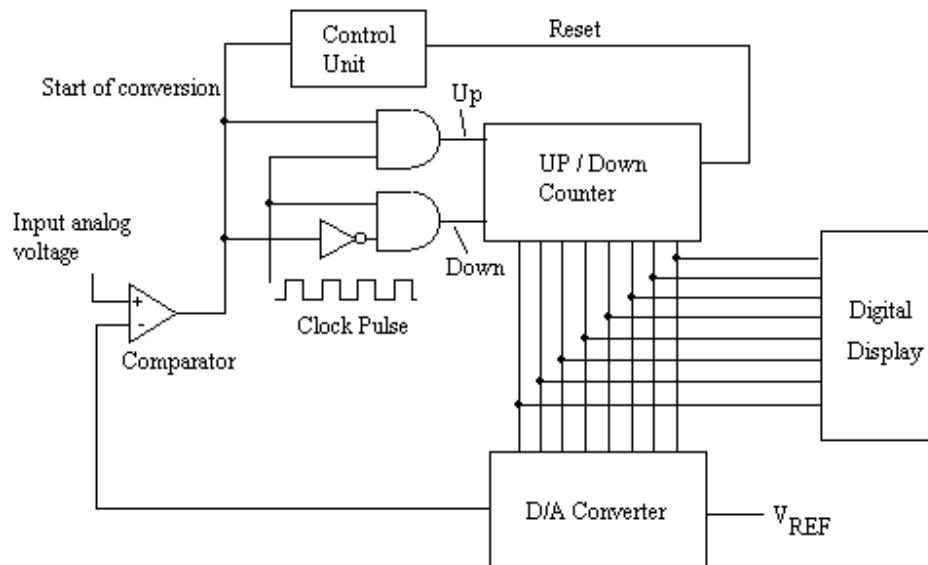 Control
Unit
Reset
Start of conversion
Up
UP / Down
Counter
Input analog
voltage
Down
+
-
Clock Pulse
Comparator
Digital
Display
D/A Converter
VREF